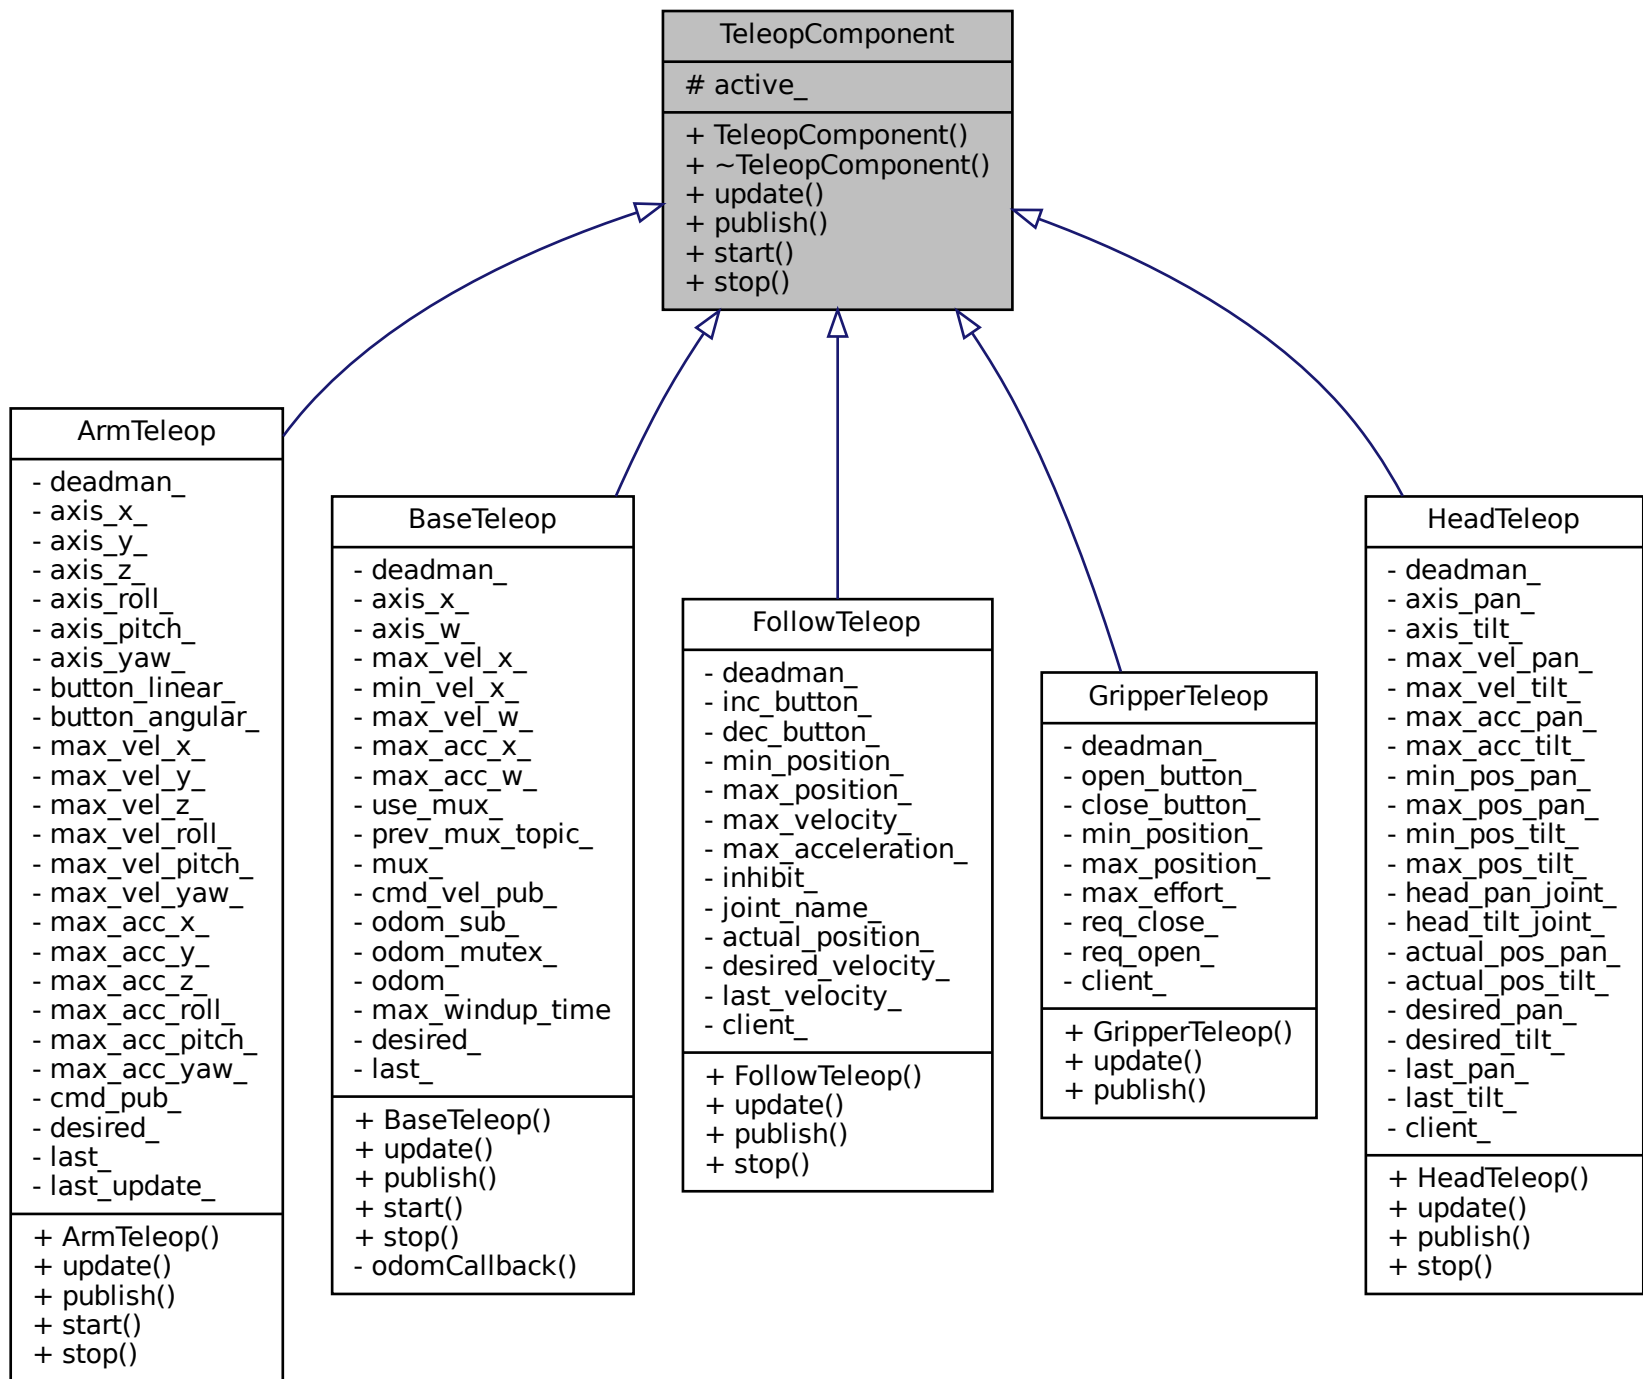 TeleopComponent
# active_
+ TeleopComponent()
+ ~TeleopComponent()
+ update()
+ publish()
+ start()
+ stop()
ArmTeleop
- deadman_
- axis_x_
- axis_y_
- axis_z_
- axis_roll_
- axis_pitch_
- axis_yaw_
- button_linear_
- button_angular_
- max_vel_x_
- max_vel_y_
- max_vel_z_
- max_vel_roll_
- max_vel_pitch_
- max_vel_yaw_
- max_acc_x_
- max_acc_y_
- max_acc_z_
- max_acc_roll_
- max_acc_pitch_
- max_acc_yaw_
- cmd_pub_
- desired_
- last_
- last_update_
+ ArmTeleop()
+ update()
+ publish()
+ start()
+ stop()
BaseTeleop
- deadman_
- axis_x_
- axis_w_
- max_vel_x_
- min_vel_x_
- max_vel_w_
- max_acc_x_
- max_acc_w_
- use_mux_
- prev_mux_topic_
- mux_
- cmd_vel_pub_
- odom_sub_
- odom_mutex_
- odom_
- max_windup_time
- desired_
- last_
+ BaseTeleop()
+ update()
+ publish()
+ start()
+ stop()
- odomCallback()
FollowTeleop
- deadman_
- inc_button_
- dec_button_
- min_position_
- max_position_
- max_velocity_
- max_acceleration_
- inhibit_
- joint_name_
- actual_position_
- desired_velocity_
- last_velocity_
- client_
+ FollowTeleop()
+ update()
+ publish()
+ stop()
GripperTeleop
- deadman_
- open_button_
- close_button_
- min_position_
- max_position_
- max_effort_
- req_close_
- req_open_
- client_
+ GripperTeleop()
+ update()
+ publish()
HeadTeleop
- deadman_
- axis_pan_
- axis_tilt_
- max_vel_pan_
- max_vel_tilt_
- max_acc_pan_
- max_acc_tilt_
- min_pos_pan_
- max_pos_pan_
- min_pos_tilt_
- max_pos_tilt_
- head_pan_joint_
- head_tilt_joint_
- actual_pos_pan_
- actual_pos_tilt_
- desired_pan_
- desired_tilt_
- last_pan_
- last_tilt_
- client_
+ HeadTeleop()
+ update()
+ publish()
+ stop()